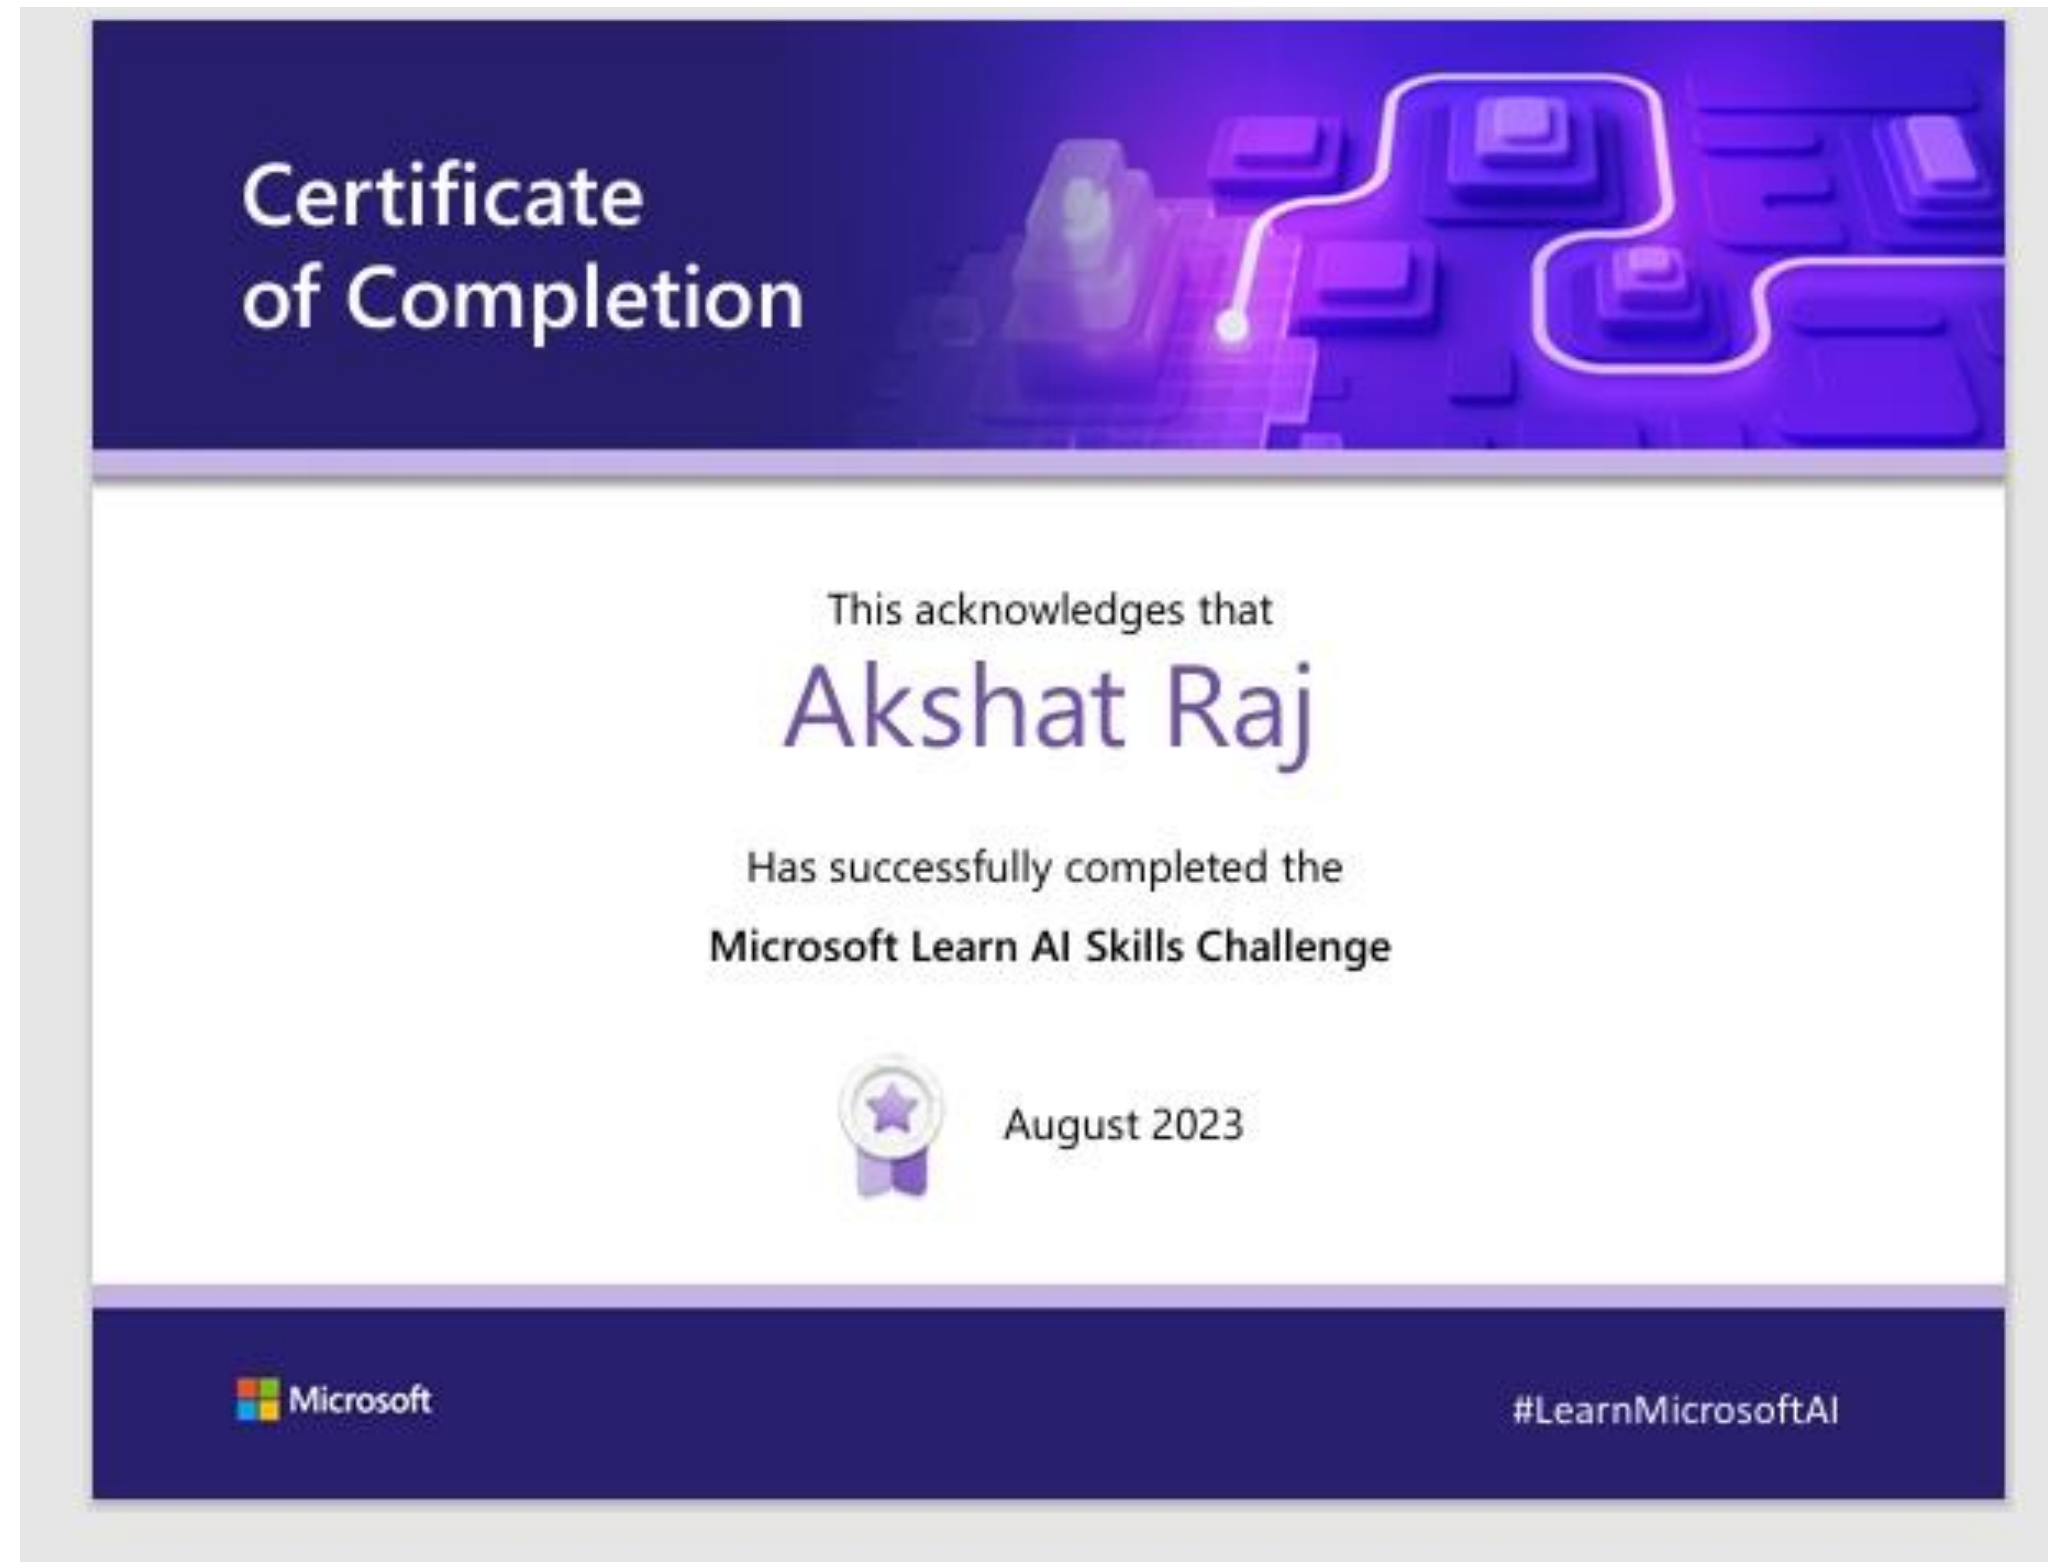 Certificate
of Completion
This acknowledges that
Akshat Raj
Has successfully completed the
Microsoft Learn AI Skills Challenge
August 2023
Microsoft
#LearnMicrosoftAI